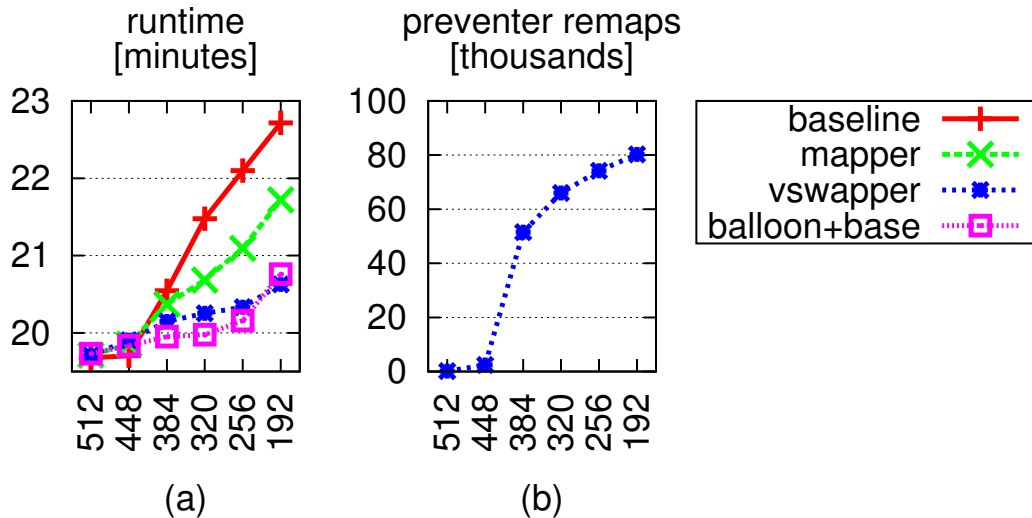 runtime
[minutes]
23
22
21
20
512
448
384
320
256
192
(a)
preventer remaps
[thousands]
100
80
60
40
20
0
512
448
384
320
256
192
(b)
baseline
mapper
vswapper
balloon+base